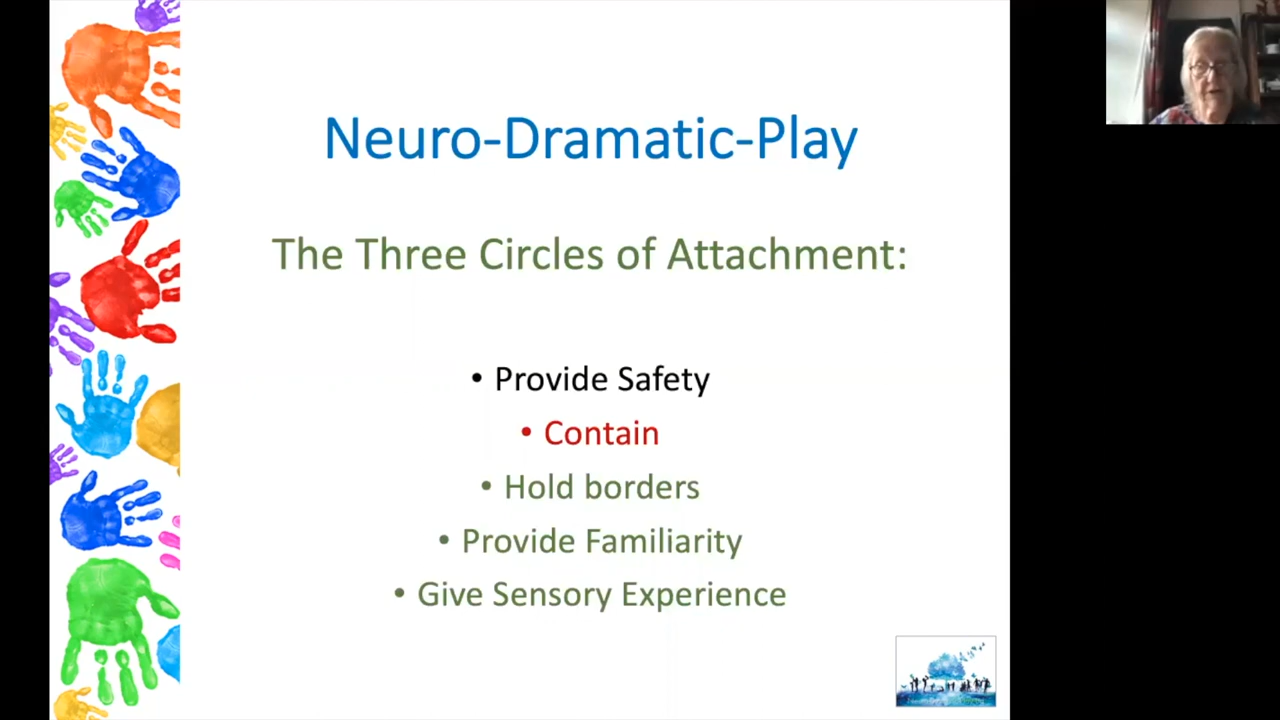 Neuro-Dramatic-Play
The Three Circles of Attachment:
• Provide Safety
• Contain
• Hold borders
• Provide Familiarity
• Give Sensory Experience